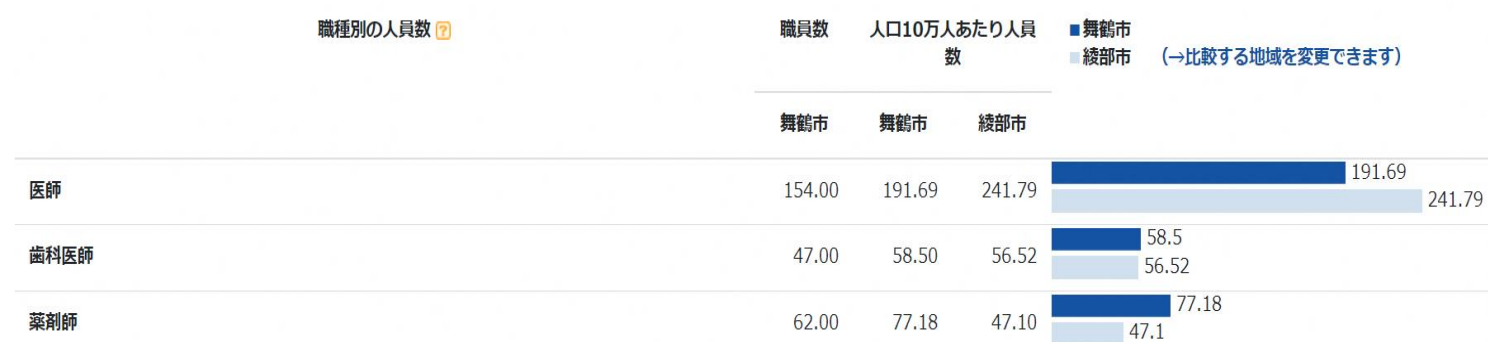 職種別の人員数 ?
職員数
人口10万人あたり人員
数
舞鶴市
綾部市 (→比較する地域を変更できます)
舞鶴市 舞鶴市 綾部市
医師 154.00 191.69 241.79 191.69
241.79
歯科医師 47.00 58.50 56.52 58.5
56.52
薬剤師 62.00 77.18 47.10 77.18
47.1